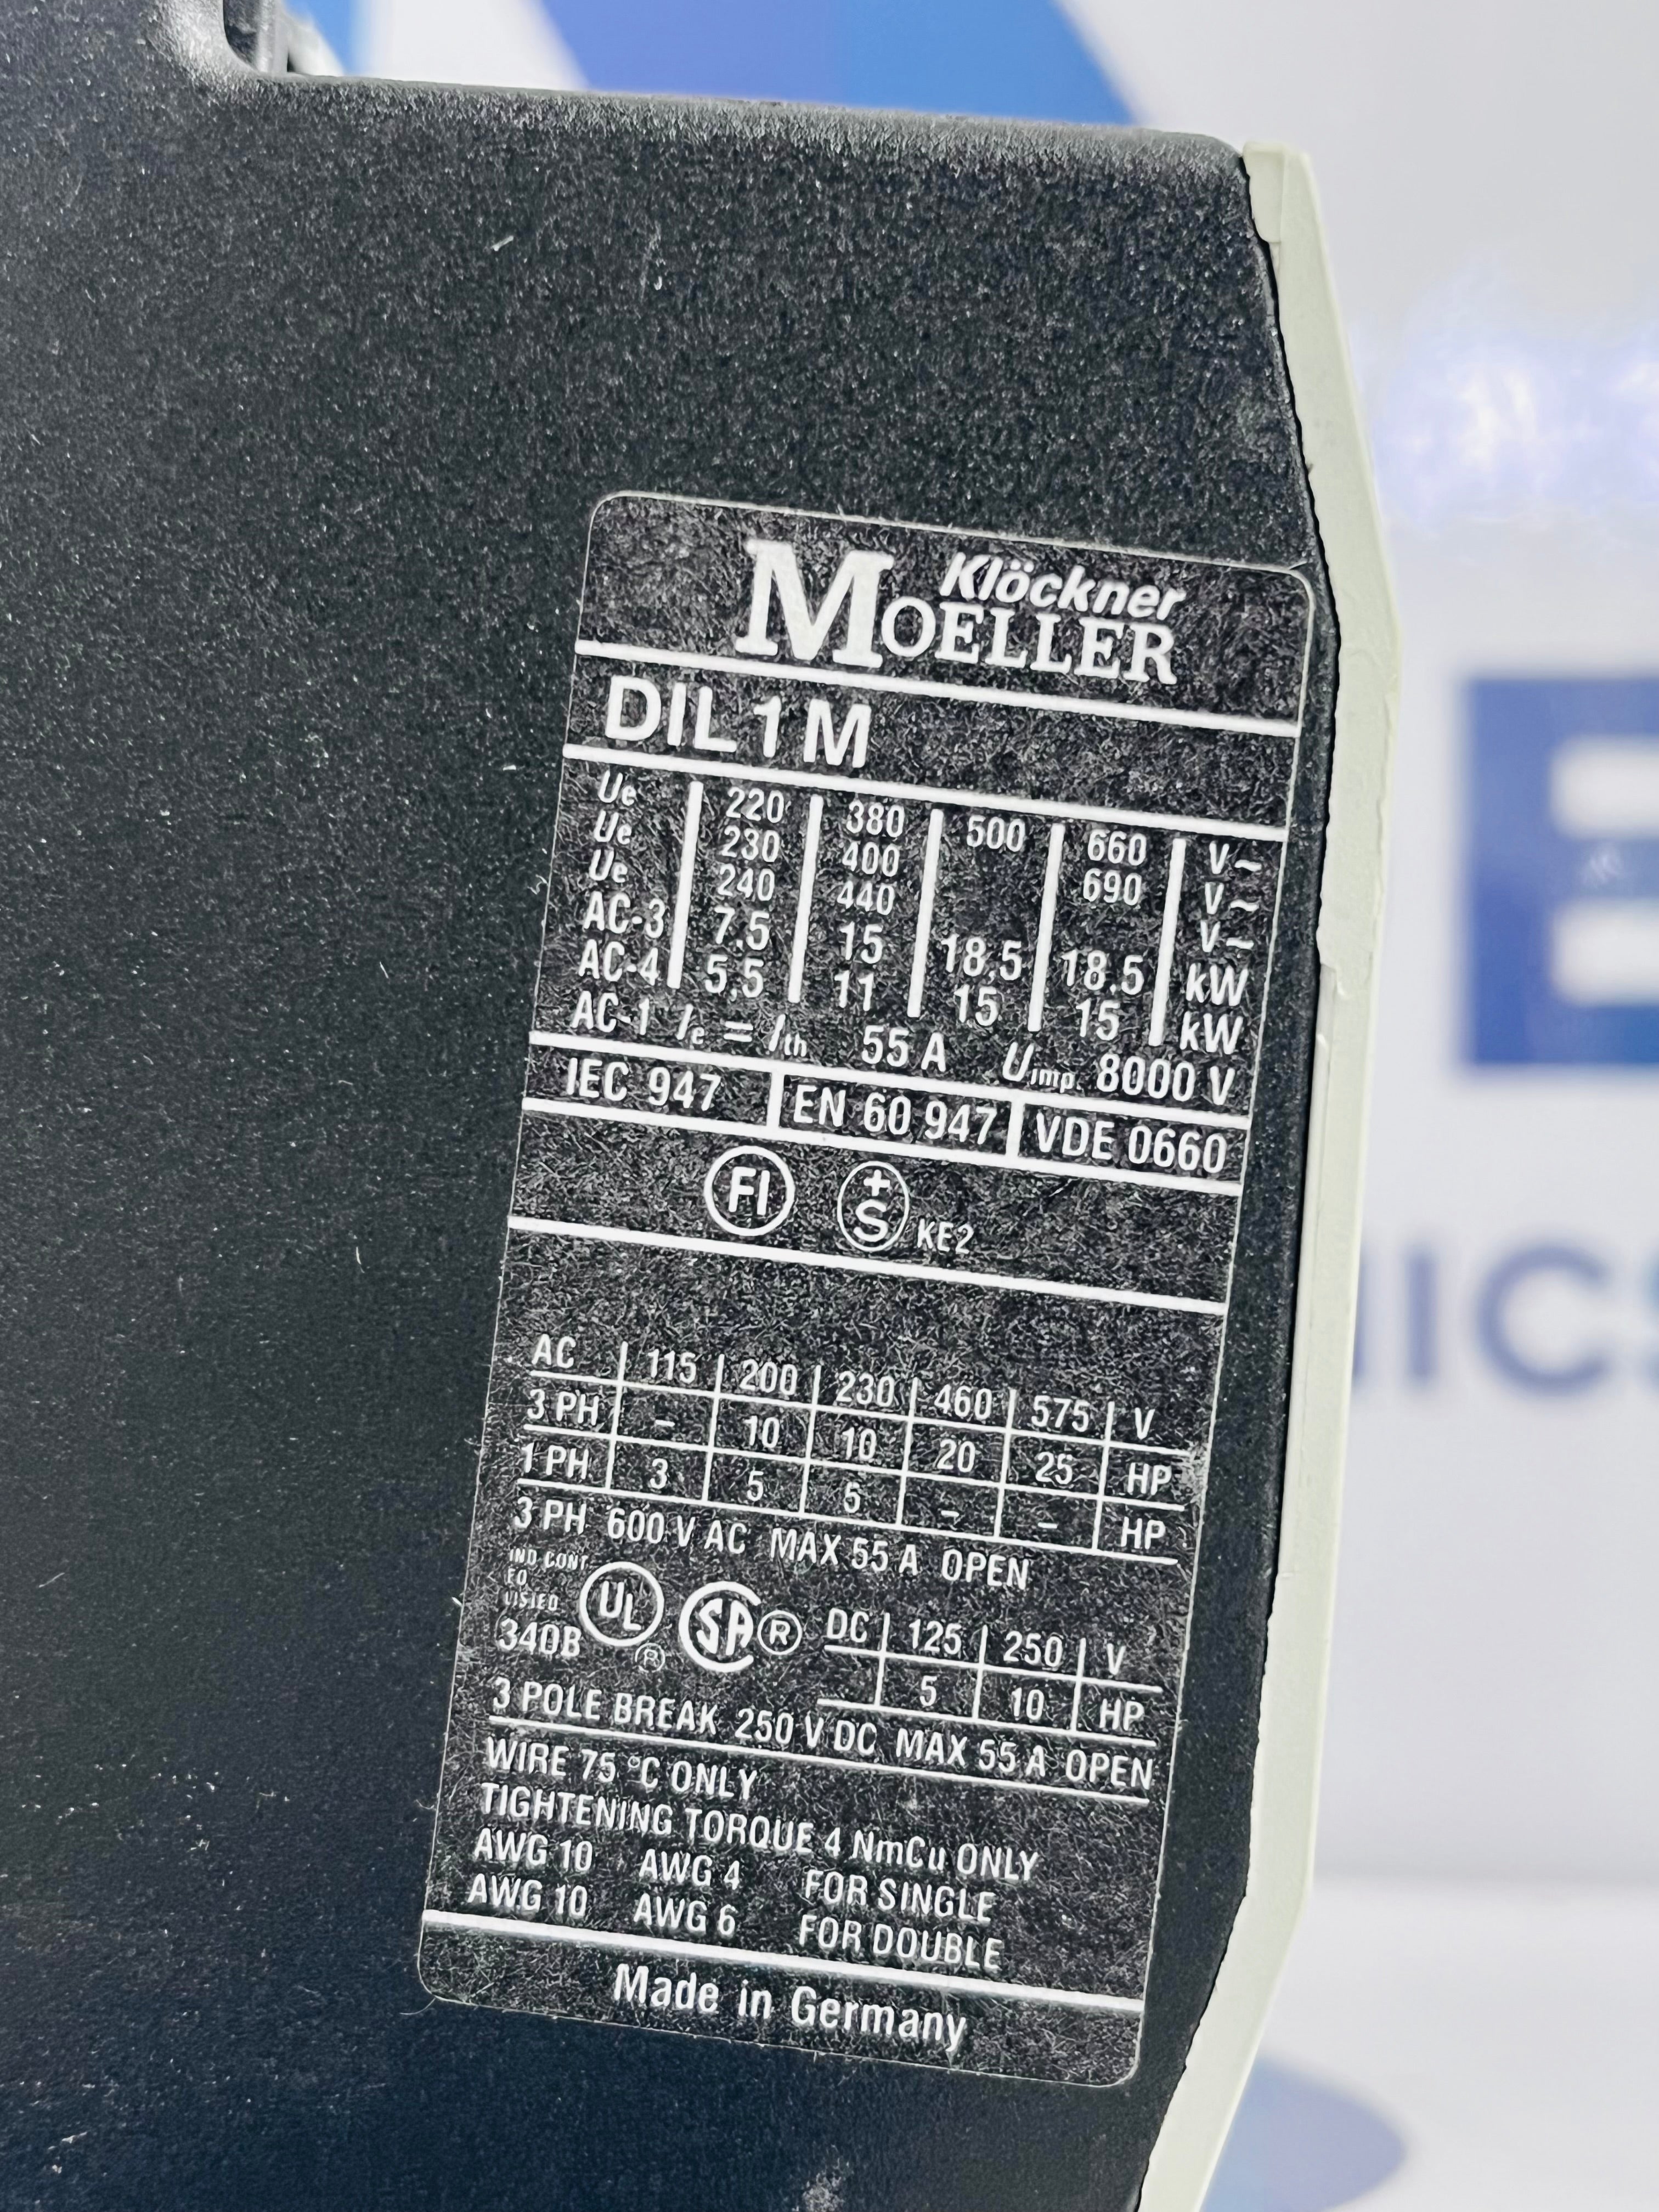 Klöckner
MOELLER
DIL 1 M
Ue 220 380 500 660 V~
Ue 230 400 690 V~
Ue 240 440 V~
AC-3 7.5 15 18.5 18.5 kW
AC-4 5.5 11 15 15 kW
AC-1 Ie = Ith 55 A Uimp. 8000 V
IEC 947 EN 60 947 VDE 0660
FI +S KE2
AC 115 200 230 460 575 V
3 PH – 10 10 20 25 HP
1 PH 3 5 5 – – HP
3 PH 600 V AC MAX 55 A OPEN
IND CONT
EQ
LISTED
340B
UL ®
SA ®
DC 125 250 V
5 10 HP
3 POLE BREAK 250 V DC MAX 55 A OPEN
WIRE 75 °C ONLY
TIGHTENING TORQUE 4 NmCu ONLY
AWG 10 AWG 4 FOR SINGLE
AWG 10 AWG 6 FOR DOUBLE
Made in Germany
E
ICS